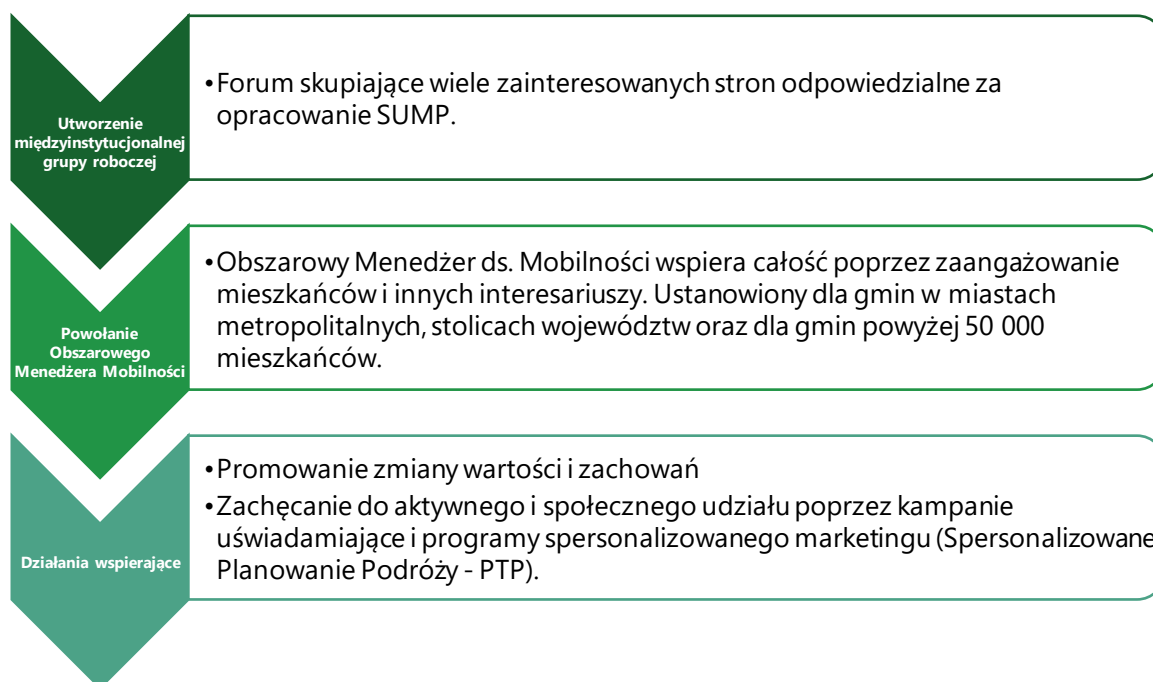 Utworzenie
międzyinstytucjonalnej
grupy roboczej
•Forum skupiające wiele zainteresowanych stron odpowiedzialne za
opracowanie SUMP.
Powołanie
Obszarowego
Menedżera Mobilności
•Obszarowy Menedżer ds. Mobilności wspiera całość poprzez zaangażowanie
mieszkańców i innych interesariuszy. Ustanowiony dla gmin w miastach
metropolitalnych, stolicach województw oraz dla gmin powyżej 50 000
mieszkańców.
Działania wspierające
•Promowanie zmiany wartości i zachowań
•Zachęcanie do aktywnego i społecznego udziału poprzez kampanie
uświadamiające i programy spersonalizowanego marketingu (Spersonalizowane
Planowanie Podróży - PTP).